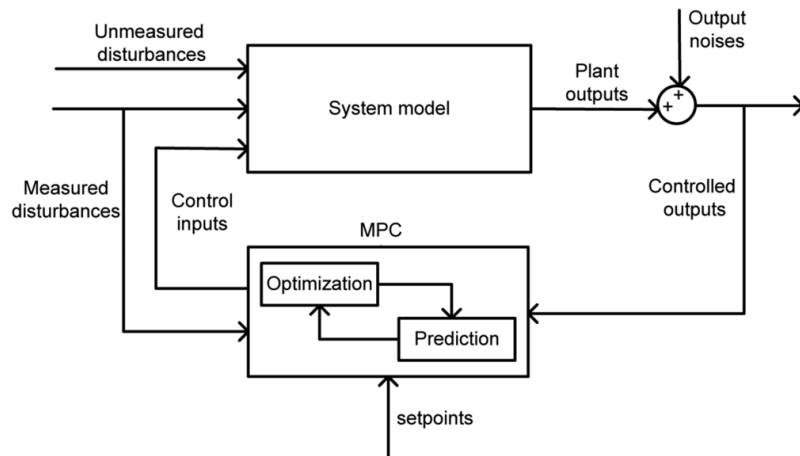 Unmeasured
disturbances
Output
noises
System model
Plant
outputs
+
+
Measured
disturbances
Control
inputs
Controlled
outputs
MPC
Optimization
Prediction
setpoints